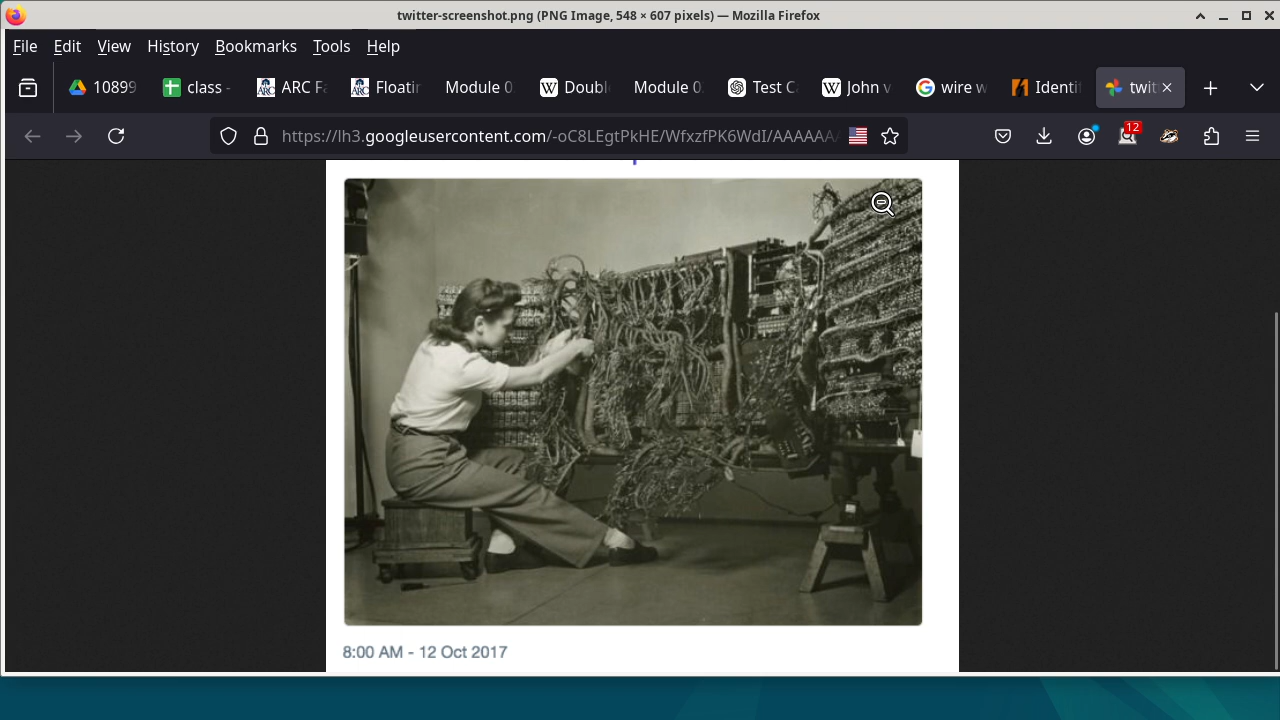 twitter-screenshot.png (PNG Image, 548 × 607 pixels) — Mozilla Firefox
File Edit View History Bookmarks Tools Help
10899 class - ARC Fa Floatin Module 0 Doubl Module 0 Test C John v wire w Identi twit
https://lh3.googleusercontent.com/-oC8LEgtPkHE/WfxzfPK6WdI/AAAAAA
12
8:00 AM - 12 Oct 2017